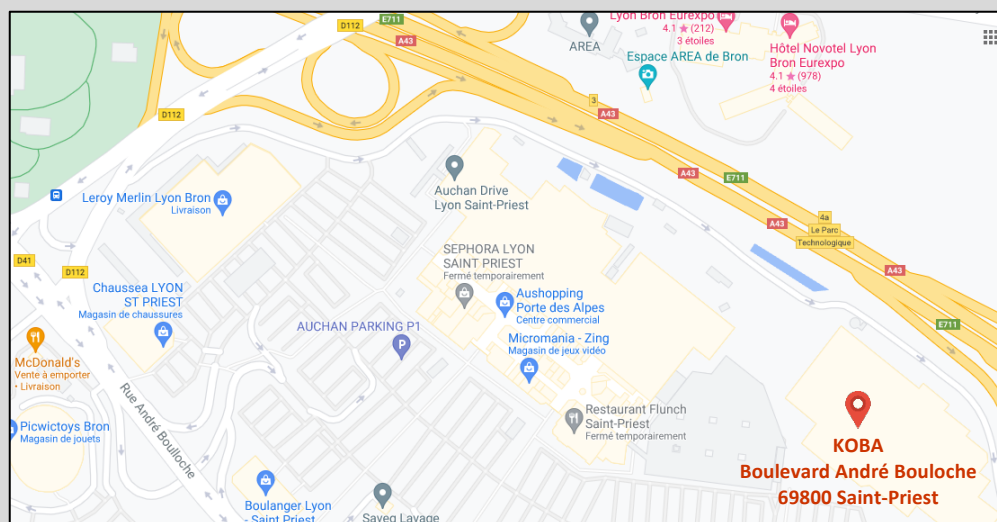 D112
E711
A43
AREA
Lyon Bron Eurexpo
4.1 ★ (212)
3 étoiles
Hôtel Novotel Lyon
Bron Eurexpo
4.1 ★ (978)
4 étoiles
Espace AREA de Bron
D112
3
A43
Auchan Drive
Lyon Saint-Priest
A43
E711
Leroy Merlin Lyon Bron
Livraison
4a
Le Parc
Technologique
A43
SEPHORA LYON
SAINT PRIEST
Fermé temporairement
D41
D112
A43
Chaussea LYON
ST PRIEST
Magasin de chaussures
Aushopping
Porte des Alpes
Centre commercial
AUCHAN PARKING P1
P
E711
Micromania - Zing
Magasin de jeux vidéo
McDonald's
Vente à emporter
• Livraison
Rue André Boulloche
Restaurant Flunch
Saint-Priest
Fermé temporairement
Picwictoys Bron
Magasin de jouets
KOBA
Boulevard André Bouloche
69800 Saint-Priest
Boulanger Lyon
- Saint Priest
Sayeg Lavage